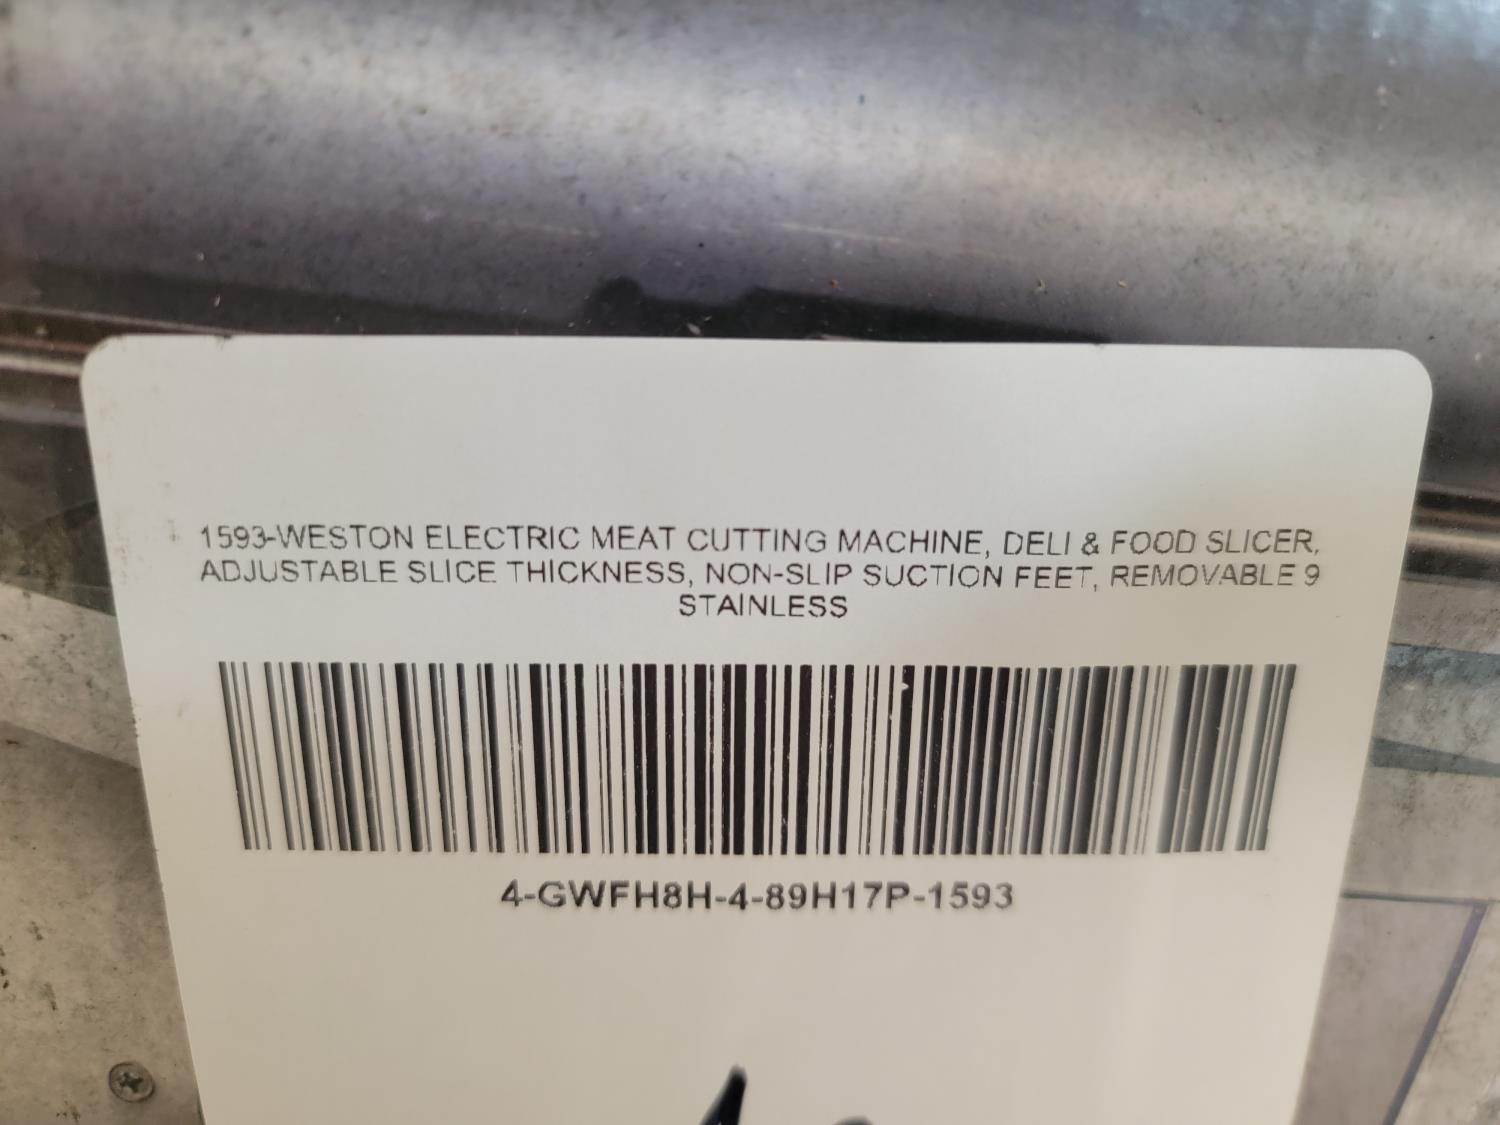 1593-WESTON ELECTRIC MEAT CUTTING MACHINE, DELI & FOOD SLICER,
ADJUSTABLE SLICE THICKNESS, NON-SLIP SUCTION FEET, REMOVABLE 9
STAINLESS
4-GWFH8H-4-89H17P-1593